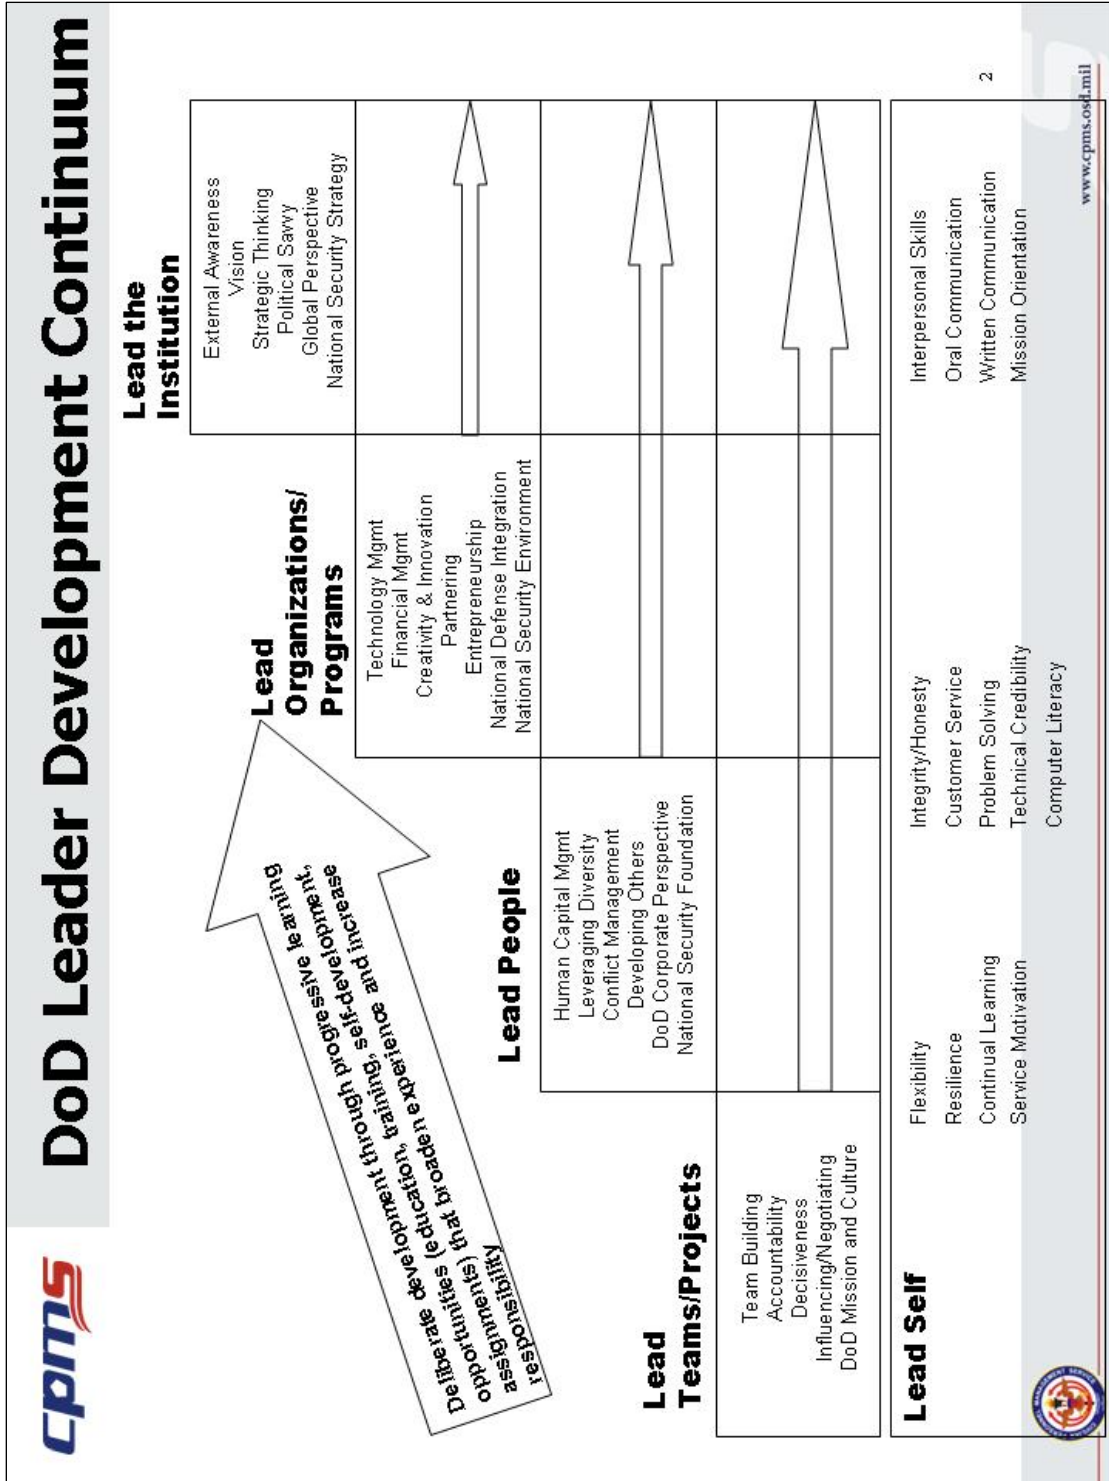 cpms
DoD Leader Development Continuum
Lead the
Institution
External Awareness
Vision
Strategic Thinking
Political Savvy
Global Perspective
National Security Strategy
Lead
Organizations/
Programs
Technology Mgmt
Financial Mgmt
Creativity & Innovation
Partnering
Entrepreneurship
National Defense Integration
National Security Environment
Deliberate development through progressive learning
opportunities (education, training, self-development,
assignments) that broaden experience and increase
responsibility
Lead People
Human Capital Mgmt
Leveraging Diversity
Conflict Management
Developing Others
DoD Corporate Perspective
National Security Foundation
Lead
Teams/Projects
Team Building
Accountability
Decisiveness
Influencing/Negotiating
DoD Mission and Culture
Lead Self
Flexibility
Resilience
Continual Learning
Service Motivation
Integrity/Honesty
Customer Service
Problem Solving
Technical Credibility
Computer Literacy
Interpersonal Skills
Oral Communication
Written Communication
Mission Orientation
2
www.cpms.osd.mil